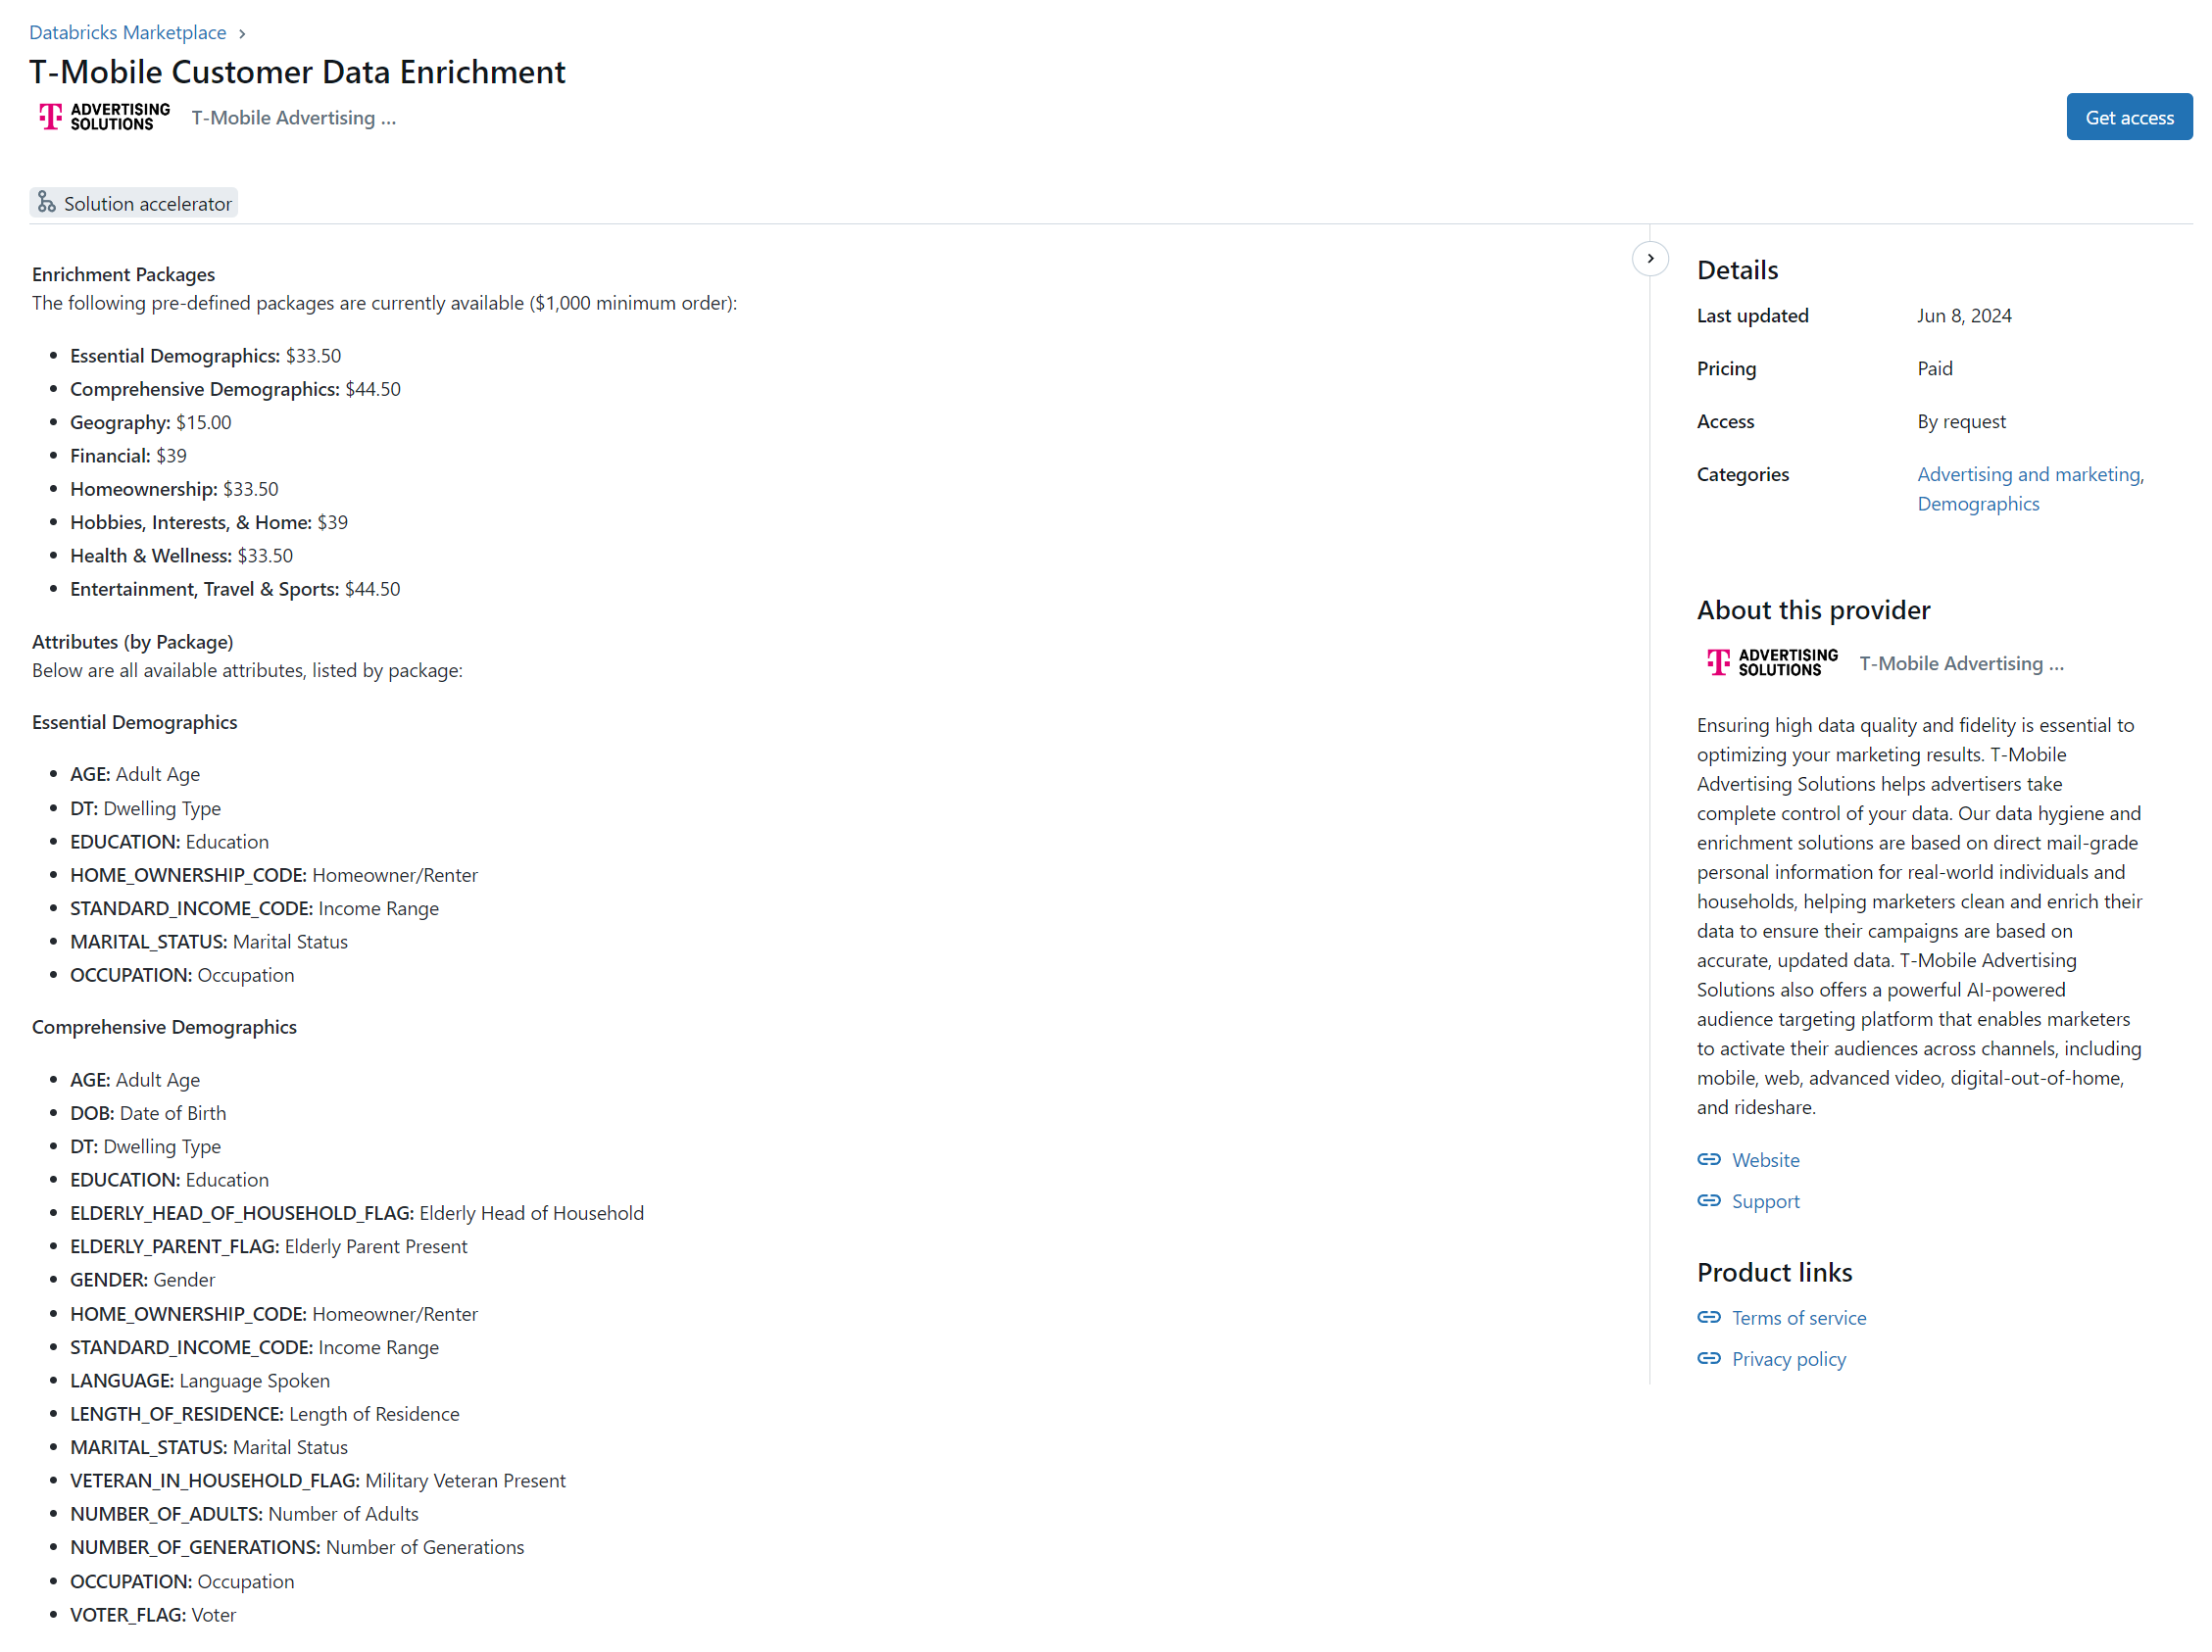 Databricks Marketplace ›
T-Mobile Customer Data Enrichment
T ADVERTISING
SOLUTIONS
T-Mobile Advertising ...
Get access
Solution accelerator
Enrichment Packages
The following pre-defined packages are currently available ($1,000 minimum order):
• Essential Demographics: $33.50
• Comprehensive Demographics: $44.50
• Geography: $15.00
• Financial: $39
• Homeownership: $33.50
• Hobbies, Interests, & Home: $39
• Health & Wellness: $33.50
• Entertainment, Travel & Sports: $44.50
Attributes (by Package)
Below are all available attributes, listed by package:
Essential Demographics
• AGE: Adult Age
• DT: Dwelling Type
• EDUCATION: Education
• HOME_OWNERSHIP_CODE: Homeowner/Renter
• STANDARD_INCOME_CODE: Income Range
• MARITAL_STATUS: Marital Status
• OCCUPATION: Occupation
Comprehensive Demographics
• AGE: Adult Age
• DOB: Date of Birth
• DT: Dwelling Type
• EDUCATION: Education
• ELDERLY_HEAD_OF_HOUSEHOLD_FLAG: Elderly Head of Household
• ELDERLY_PARENT_FLAG: Elderly Parent Present
• GENDER: Gender
• HOME_OWNERSHIP_CODE: Homeowner/Renter
• STANDARD_INCOME_CODE: Income Range
• LANGUAGE: Language Spoken
• LENGTH_OF_RESIDENCE: Length of Residence
• MARITAL_STATUS: Marital Status
• VETERAN_IN_HOUSEHOLD_FLAG: Military Veteran Present
• NUMBER_OF_ADULTS: Number of Adults
• NUMBER_OF_GENERATIONS: Number of Generations
• OCCUPATION: Occupation
• VOTER_FLAG: Voter
Details
Last updated Jun 8, 2024
Pricing Paid
Access By request
Categories Advertising and marketing,
Demographics
About this provider
T ADVERTISING
SOLUTIONS
T-Mobile Advertising ...
Ensuring high data quality and fidelity is essential to
optimizing your marketing results. T-Mobile
Advertising Solutions helps advertisers take
complete control of your data. Our data hygiene and
enrichment solutions are based on direct mail-grade
personal information for real-world individuals and
households, helping marketers clean and enrich their
data to ensure their campaigns are based on
accurate, updated data. T-Mobile Advertising
Solutions also offers a powerful AI-powered
audience targeting platform that enables marketers
to activate their audiences across channels, including
mobile, web, advanced video, digital-out-of-home,
and rideshare.
Website
Support
Product links
Terms of service
Privacy policy